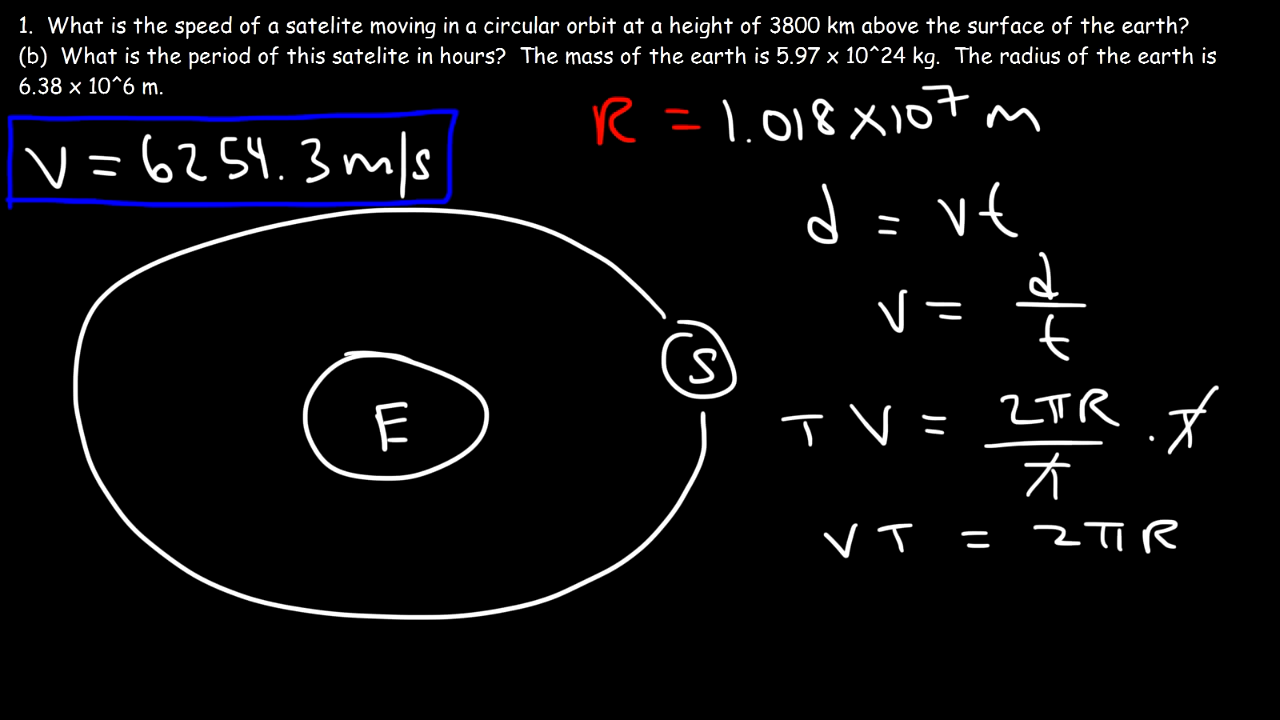 1. What is the speed of a satelite moving in a circular orbit at a height of 3800 km above the surface of the earth?
(b) What is the period of this satelite in hours? The mass of the earth is 5.97 x 10^24 kg. The radius of the earth is
6.38 x 10^6 m.
R = 1.018 x 10^7 m
V = 6254.3 m/s
d = vt
v = d/t
T V = 2πR/T . T
VT = 2πR
S
E